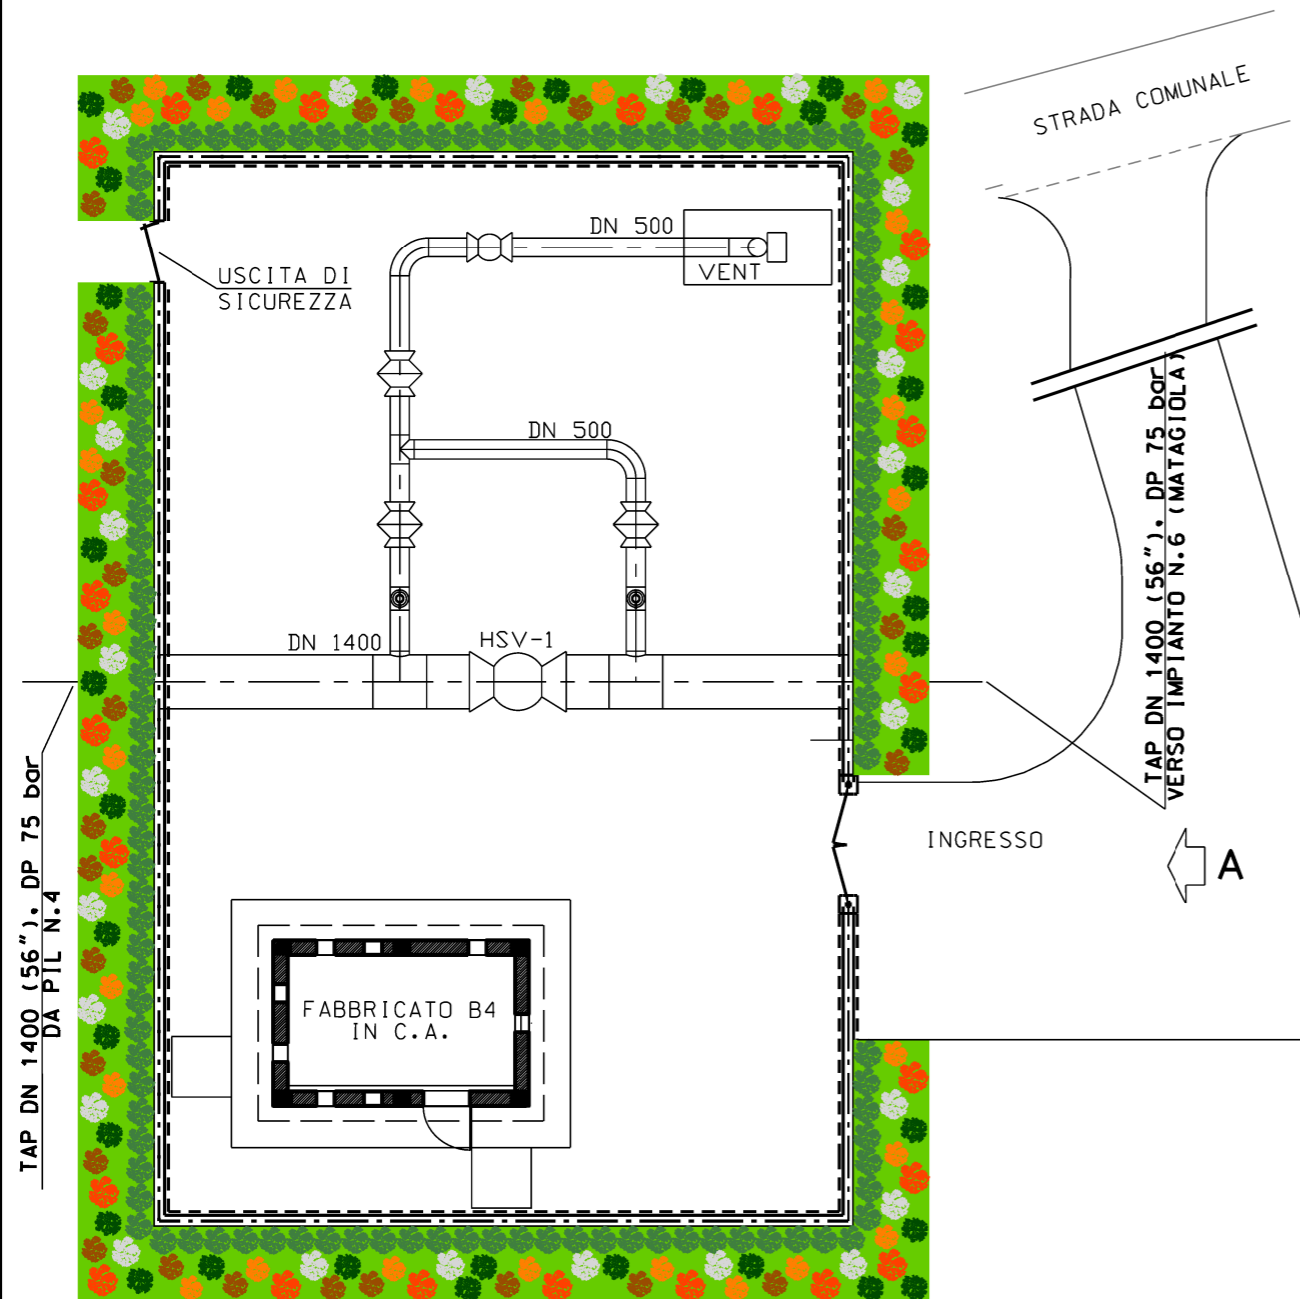 STRADA COMUNALE
DN 500
VENT
USCITA DI
SICUREZZA
DN 500
DN 1400
HSV-1
TAP DN 1400 (56"), DP 75 bar
VERSO IMPIANTO N.6 (MATAGIOLA)
INGRESSO
A
TAP DN 1400 (56"), DP 75 bar
DA PIL N.4
FABBRICATO B4
IN C.A.